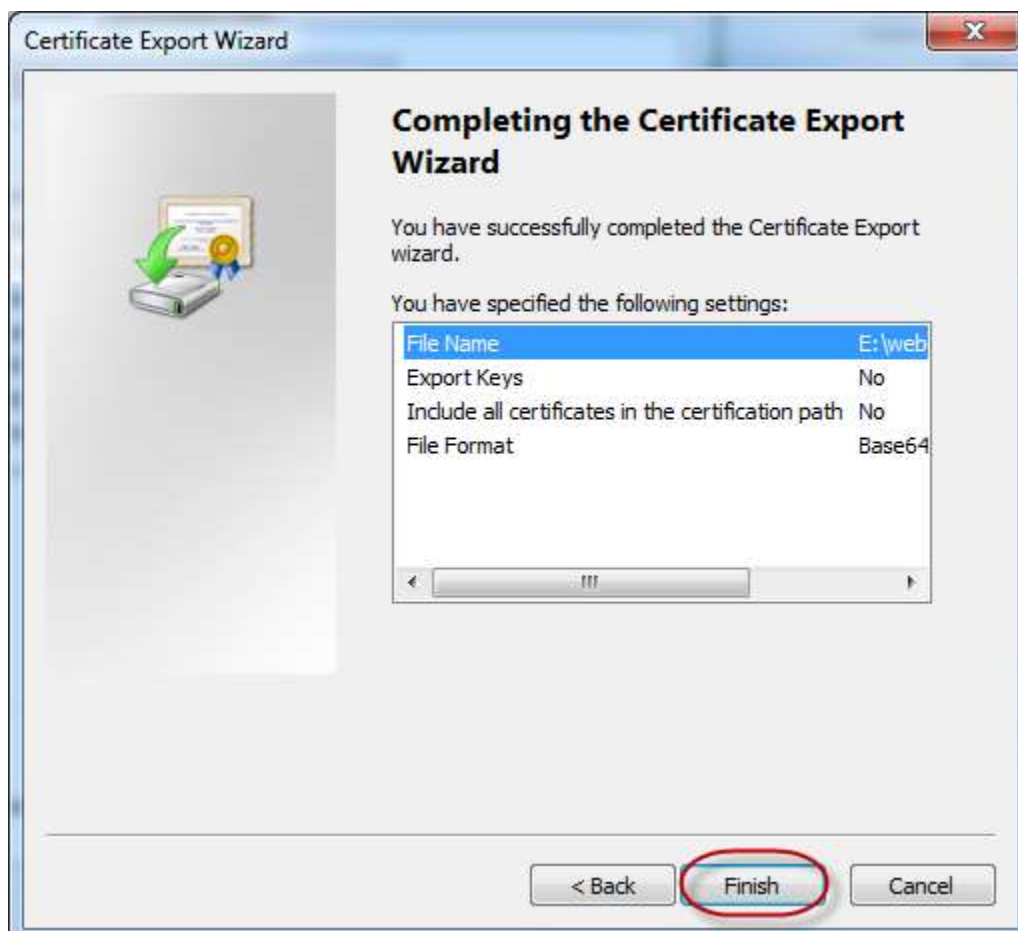 Certificate Export Wizard
Completing the Certificate Export
Wizard
You have successfully completed the Certificate Export
wizard.
You have specified the following settings:
File Name E:\web
Export Keys No
Include all certificates in the certification path No
File Format Base64
< Back Finish Cancel